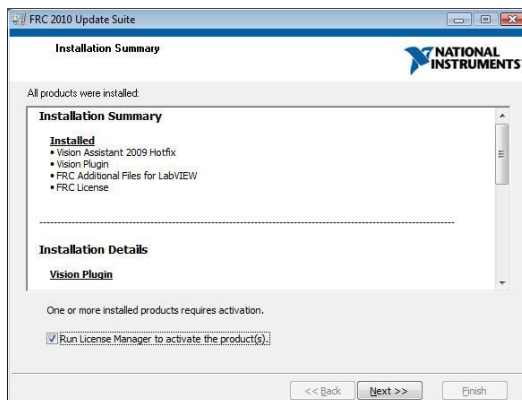 FRC 2010 Update Suite
Installation Summary
NATIONAL
INSTRUMENTS
All products were installed:
Installation Summary
Installed
• Vision Assistant 2009 Hotfix
• Vision Plugin
• FRC Additional Files for LabVIEW
• FRC License
Installation Details
Vision Plugin
One or more installed products requires activation.
Run License Manager to activate the product(s).
<< Back
Next >>
Finish